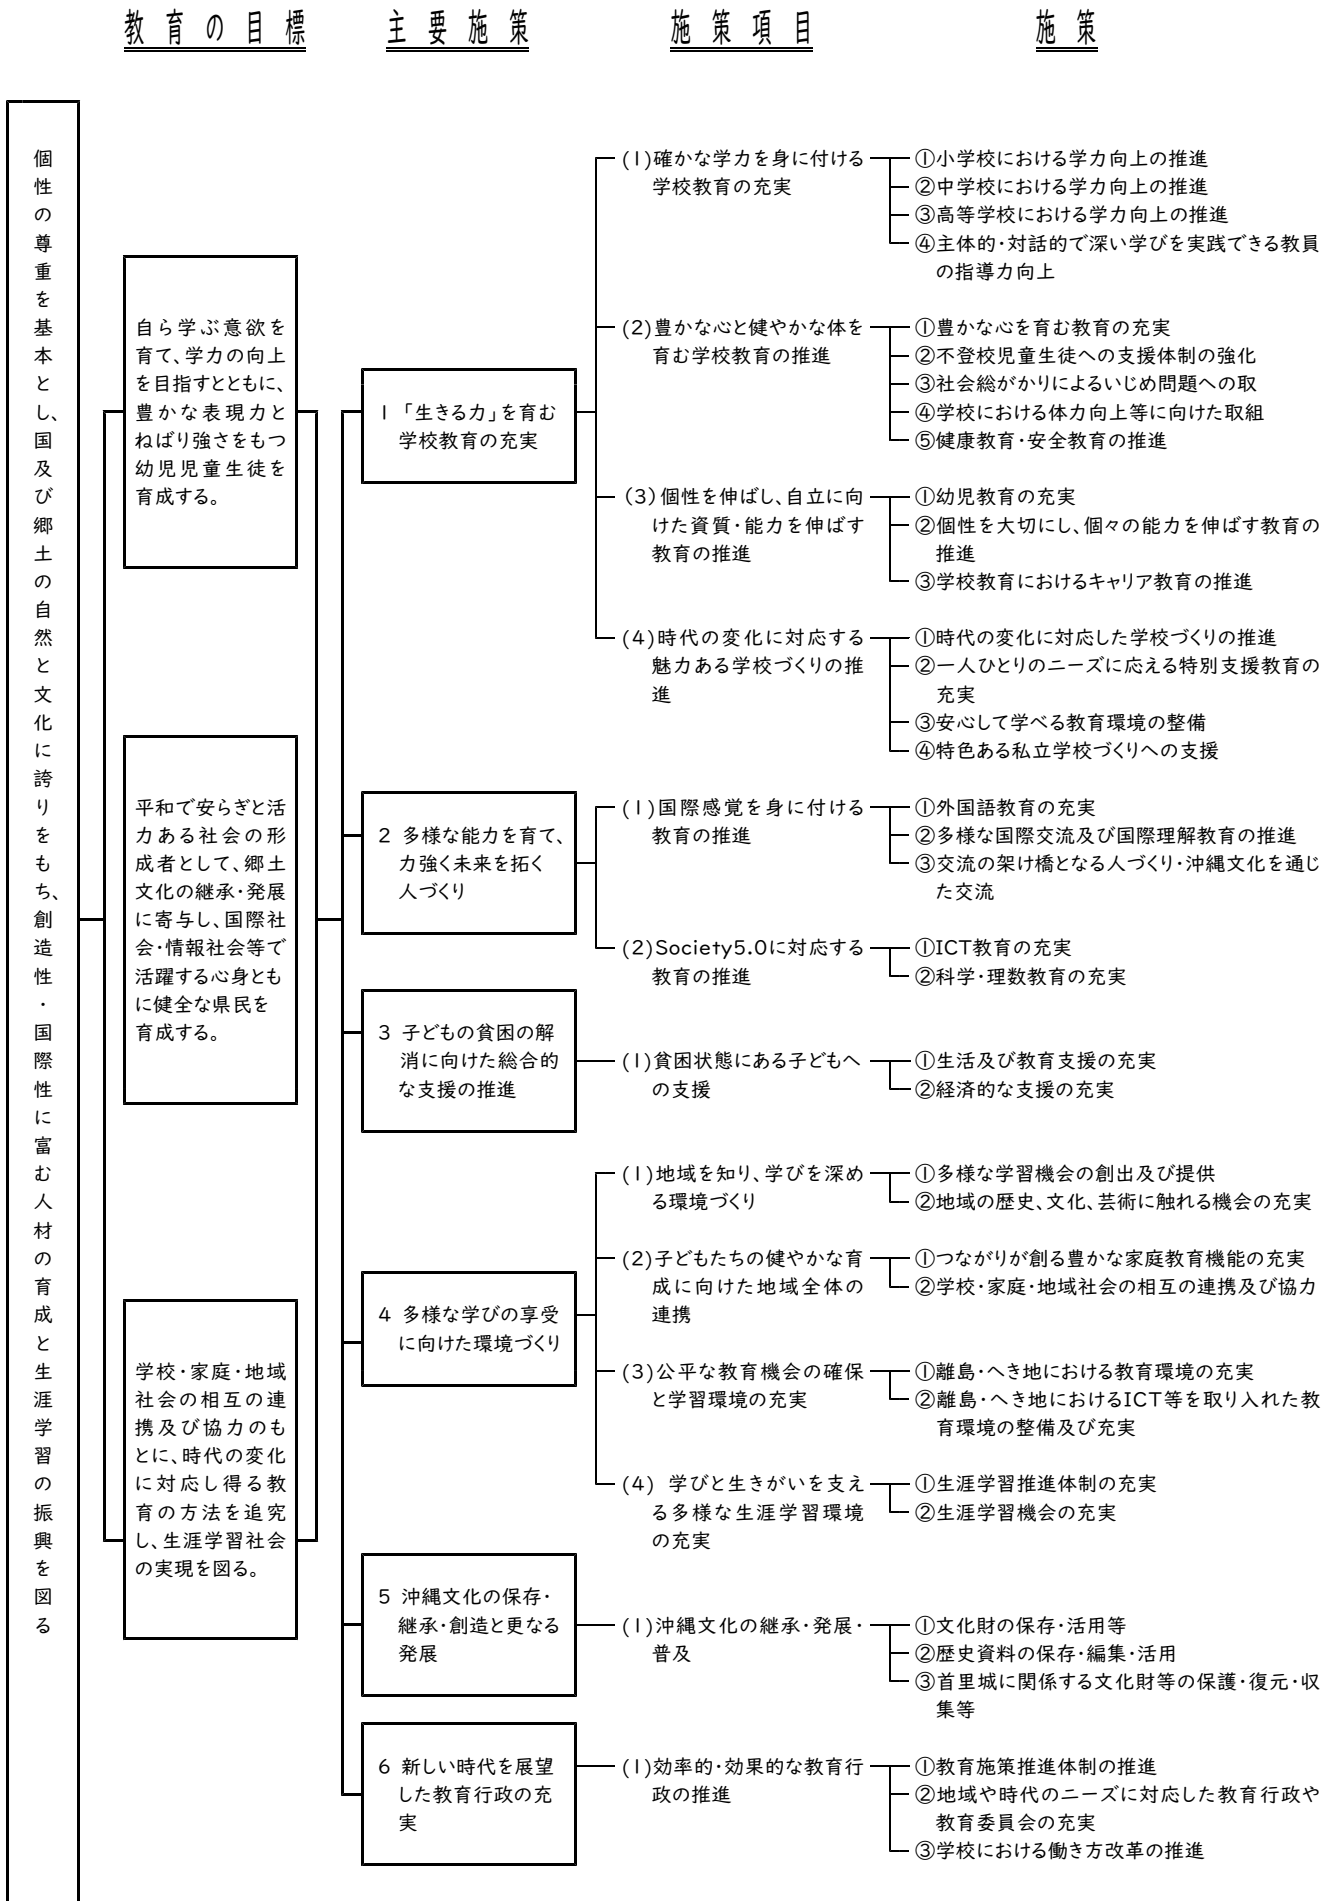 教育の目標
主要施策
施策項目
施策
個性の尊重を基本とし、国及び郷土の自然と文化に誇りをもち、創造性・国際性に富む人材の育成と生涯学習の振興を図る
自ら学ぶ意欲を
育て、学力の向上
を目指すとともに、
豊かな表現力と
ねばり強さをもつ
幼児児童生徒を
育成する。
平和で安らぎと活
力ある社会の形
成者として、郷土
文化の継承・発展
に寄与し、国際社
会・情報社会等で
活躍する心身とも
に健全な県民を
育成する。
学校・家庭・地域
社会の相互の連
携及び協力のも
とに、時代の変化
に対応し得る教
育の方法を追究
し、生涯学習社会
の実現を図る。
1 「生きる力」を育む
学校教育の充実
(1)確かな学力を身に付ける
学校教育の充実
①小学校における学力向上の推進
②中学校における学力向上の推進
③高等学校における学力向上の推進
④主体的・対話的で深い学びを実践できる教員
の指導力向上
(2)豊かな心と健やかな体を
育む学校教育の推進
①豊かな心を育む教育の充実
②不登校児童生徒への支援体制の強化
③社会総がかりによるいじめ問題への取
④学校における体力向上等に向けた取組
⑤健康教育・安全教育の推進
(3)個性を伸ばし、自立に向
けた資質・能力を伸ばす
教育の推進
①幼児教育の充実
②個性を大切にし、個々の能力を伸ばす教育の
推進
③学校教育におけるキャリア教育の推進
(4)時代の変化に対応する
魅力ある学校づくりの推
進
①時代の変化に対応した学校づくりの推進
②一人ひとりのニーズに応える特別支援教育の
充実
③安心して学べる教育環境の整備
④特色ある私立学校づくりへの支援
2 多様な能力を育て、
力強く未来を拓く
人づくり
(1)国際感覚を身に付ける
教育の推進
①外国語教育の充実
②多様な国際交流及び国際理解教育の推進
③交流の架け橋となる人づくり・沖縄文化を通じ
た交流
(2)Society5.0に対応する
教育の推進
①ICT教育の充実
②科学・理数教育の充実
3 子どもの貧困の解
消に向けた総合的
な支援の推進
(1)貧困状態にある子どもへ
の支援
①生活及び教育支援の充実
②経済的な支援の充実
4 多様な学びの享受
に向けた環境づくり
(1)地域を知り、学びを深め
る環境づくり
①多様な学習機会の創出及び提供
②地域の歴史、文化、芸術に触れる機会の充実
(2)子どもたちの健やかな育
成に向けた地域全体の
連携
①つながりが創る豊かな家庭教育機能の充実
②学校・家庭・地域社会の相互の連携及び協力
(3)公平な教育機会の確保
と学習環境の充実
①離島・へき地における教育環境の充実
②離島・へき地におけるICT等を取り入れた教
育環境の整備及び充実
(4) 学びと生きがいを支え
る多様な生涯学習環境
の充実
①生涯学習推進体制の充実
②生涯学習機会の充実
5 沖縄文化の保存・
継承・創造と更なる
発展
(1)沖縄文化の継承・発展・
普及
①文化財の保存・活用等
②歴史資料の保存・編集・活用
③首里城に関係する文化財等の保護・復元・収
集等
6 新しい時代を展望
した教育行政の充
実
(1)効率的・効果的な教育行
政の推進
①教育施策推進体制の推進
②地域や時代のニーズに対応した教育行政や
教育委員会の充実
③学校における働き方改革の推進